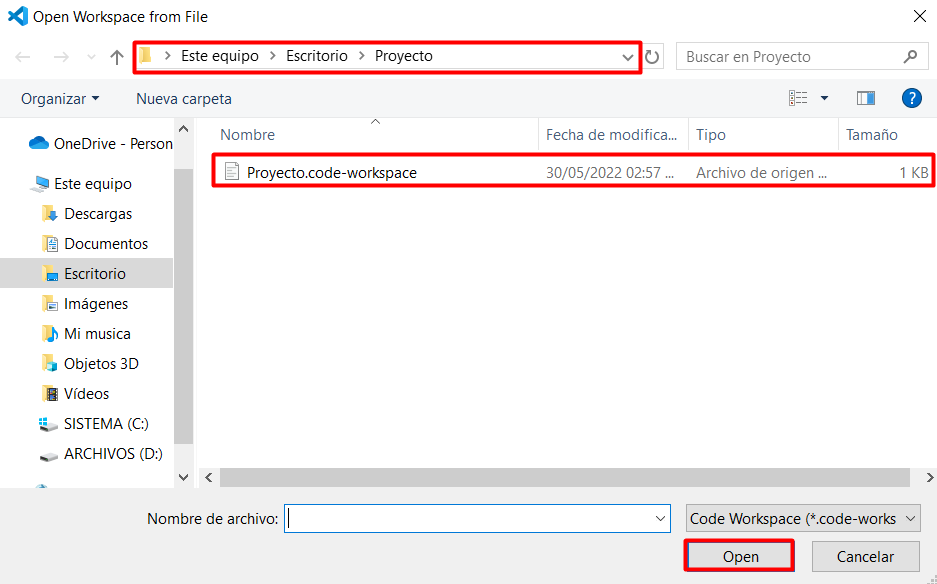 Open Workspace from File
Este equipo > Escritorio > Proyecto
Buscar en Proyecto
Organizar
Nueva carpeta
?
Nombre
Fecha de modifica...
Tipo
Tamaño
Proyecto.code-workspace
30/05/2022 02:57 ...
Archivo de origen ...
1 KB
OneDrive - Person
Este equipo
Descargas
Documentos
Escritorio
Imágenes
Mi musica
Objetos 3D
Vídeos
SISTEMA (C:)
ARCHIVOS (D:)
Nombre de archivo:
Code Workspace (*.code-works
Open
Cancelar